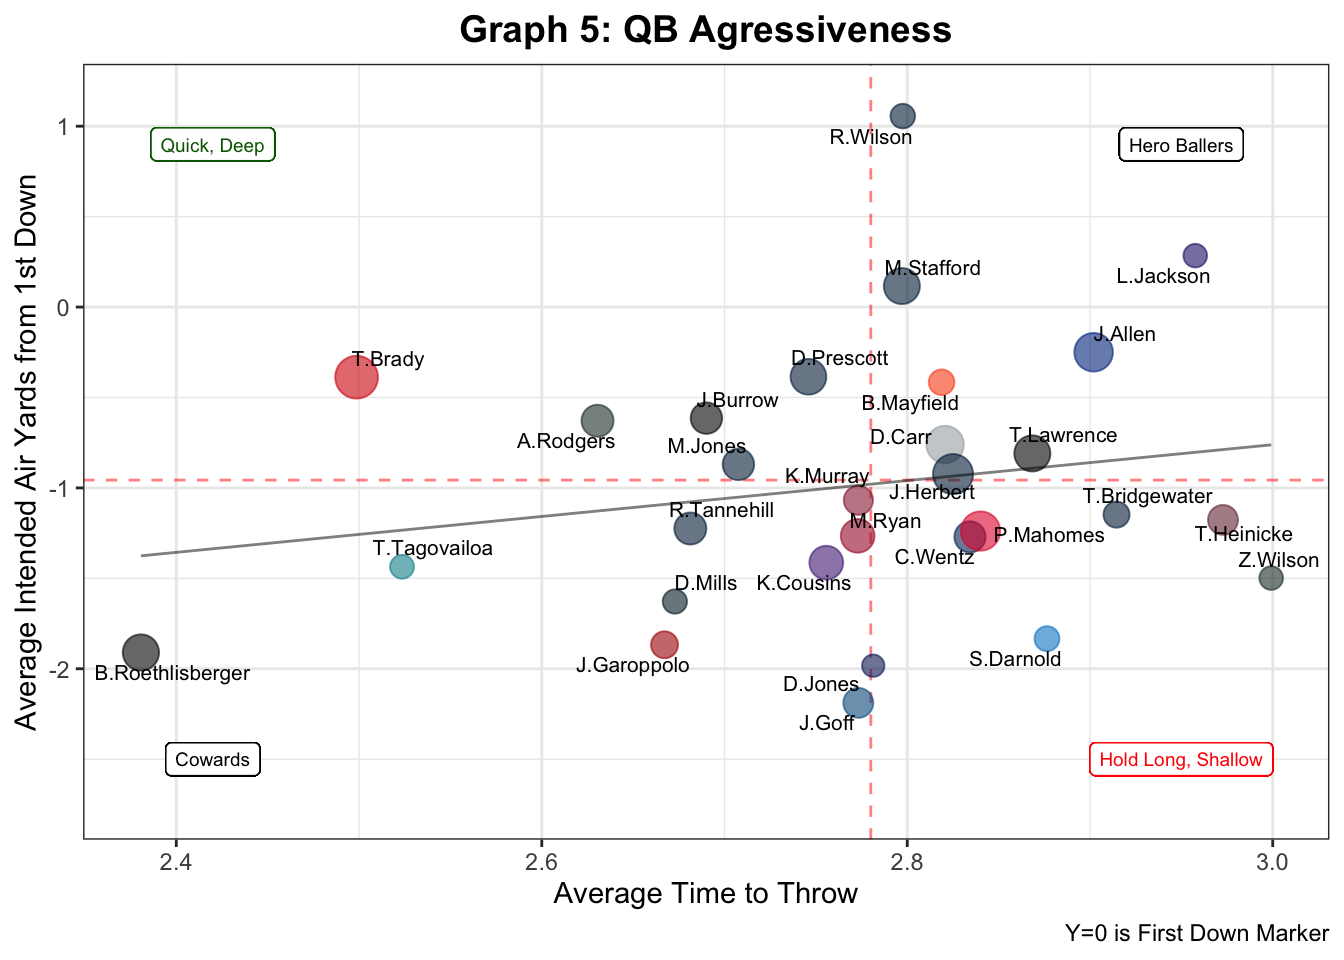 Graph 5: QB Agressiveness
Average Intended Air Yards from 1st Down
1
0
-1
-2
Quick, Deep
Hero Ballers
R.Wilson
M.Stafford
L.Jackson
J.Allen
T.Brady
D.Prescott
J.Burrow
B.Mayfield
A.Rodgers
M.Jones
D.Carr
T.Lawrence
K.Murray
J.Herbert
T.Bridgewater
R.Tannehill
M.Ryan
P.Mahomes
T.Heinicke
T.Tagovailoa
C.Wentz
Z.Wilson
D.Mills
K.Cousins
J.Garoppolo
S.Darnold
B.Roethlisberger
D.Jones
J.Goff
Cowards
Hold Long, Shallow
2.4
2.6
2.8
3.0
Average Time to Throw
Y=0 is First Down Marker